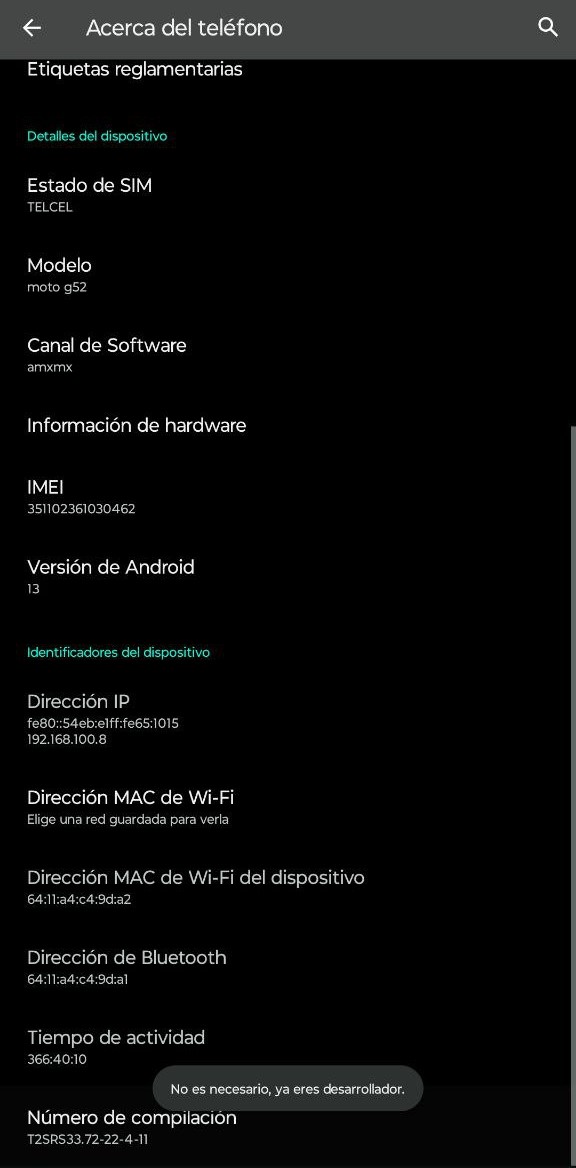 Acerca del teléfono
Etiquetas reglamentarias
Detalles del dispositivo
Estado de SIM
TELCEL
Modelo
moto g52
Canal de Software
amxmx
Información de hardware
IMEI
351102361030462
Versión de Android
13
Identificadores del dispositivo
Dirección IP
fe80::54eb:e1ff:fe65:1015
192.168.100.8
Dirección MAC de Wi-Fi
Elige una red guardada para verla
Dirección MAC de Wi-Fi del dispositivo
64:11:a4:c4:9d:a2
Dirección de Bluetooth
64:11:a4:c4:9d:a1
Tiempo de actividad
366:40:10
No es necesario, ya eres desarrollador.
Número de compilación
T2SRS33.72-22-4-11